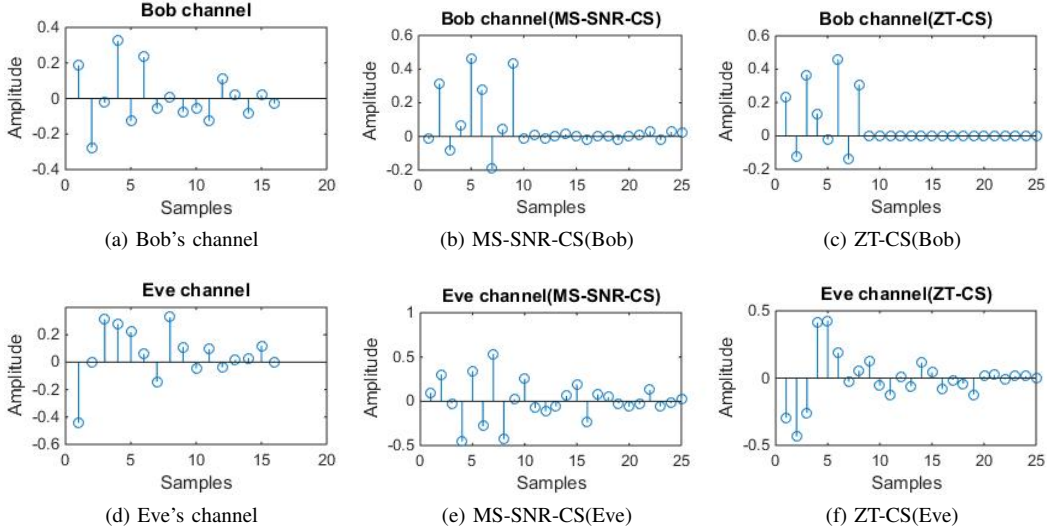 Bob channel
Amplitude
0.4
0.2
0
-0.2
-0.4
0 5 10 15 20
Samples
(a) Bob's channel
Bob channel(MS-SNR-CS)
Amplitude
0.6
0.4
0.2
0
-0.2
0 5 10 15 20 25
Samples
(b) MS-SNR-CS(Bob)
Bob channel(ZT-CS)
Amplitude
0.6
0.4
0.2
0
-0.2
0 5 10 15 20 25
Samples
(c) ZT-CS(Bob)
Eve channel
Amplitude
0.2
0
-0.2
-0.4
-0.6
0 5 10 15 20
Samples
(d) Eve's channel
Eve channel(MS-SNR-CS)
Amplitude
1
0.5
0
-0.5
0 5 10 15 20 25
Samples
(e) MS-SNR-CS(Eve)
Eve channel(ZT-CS)
Amplitude
0.5
0
-0.5
0 5 10 15 20 25
Samples
(f) ZT-CS(Eve)